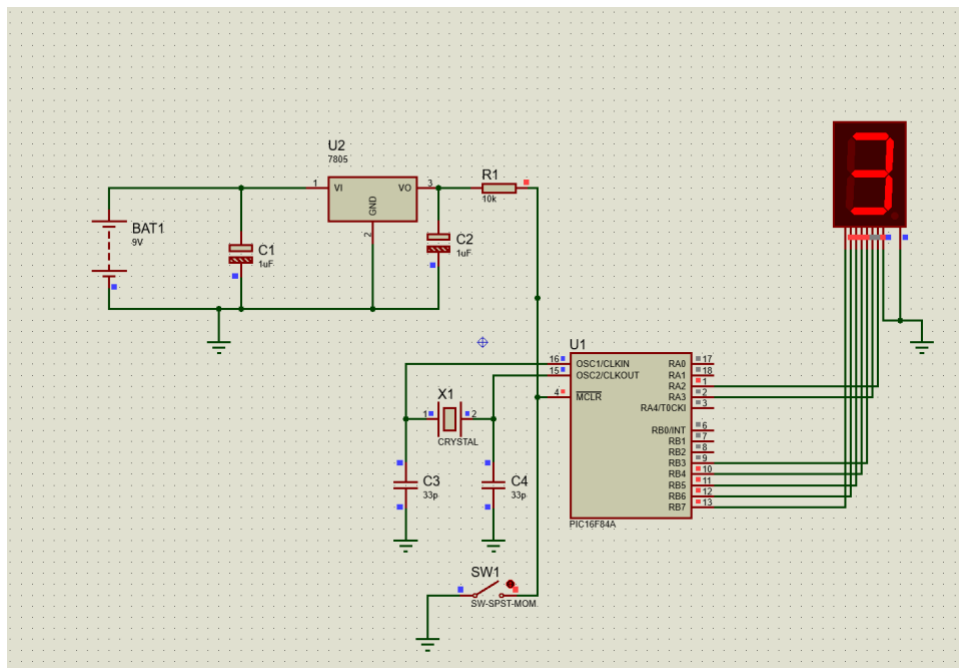 U2
7805
1
VI
VO
3
GND
2
R1
10k
BAT1
9V
C1
1uF
C2
1uF
U1
16
OSC1/CLKIN
15
OSC2/CLKOUT
4
MCLR
RA0
17
RA1
18
RA2
1
RA3
2
RA4/T0CKI
3
RB0/INT
6
RB1
7
RB2
8
RB3
9
RB4
10
RB5
11
RB6
12
RB7
13
PIC16F84A
X1
1
2
CRYSTAL
C3
33p
C4
33p
SW1
SW-SPST-MOM
3